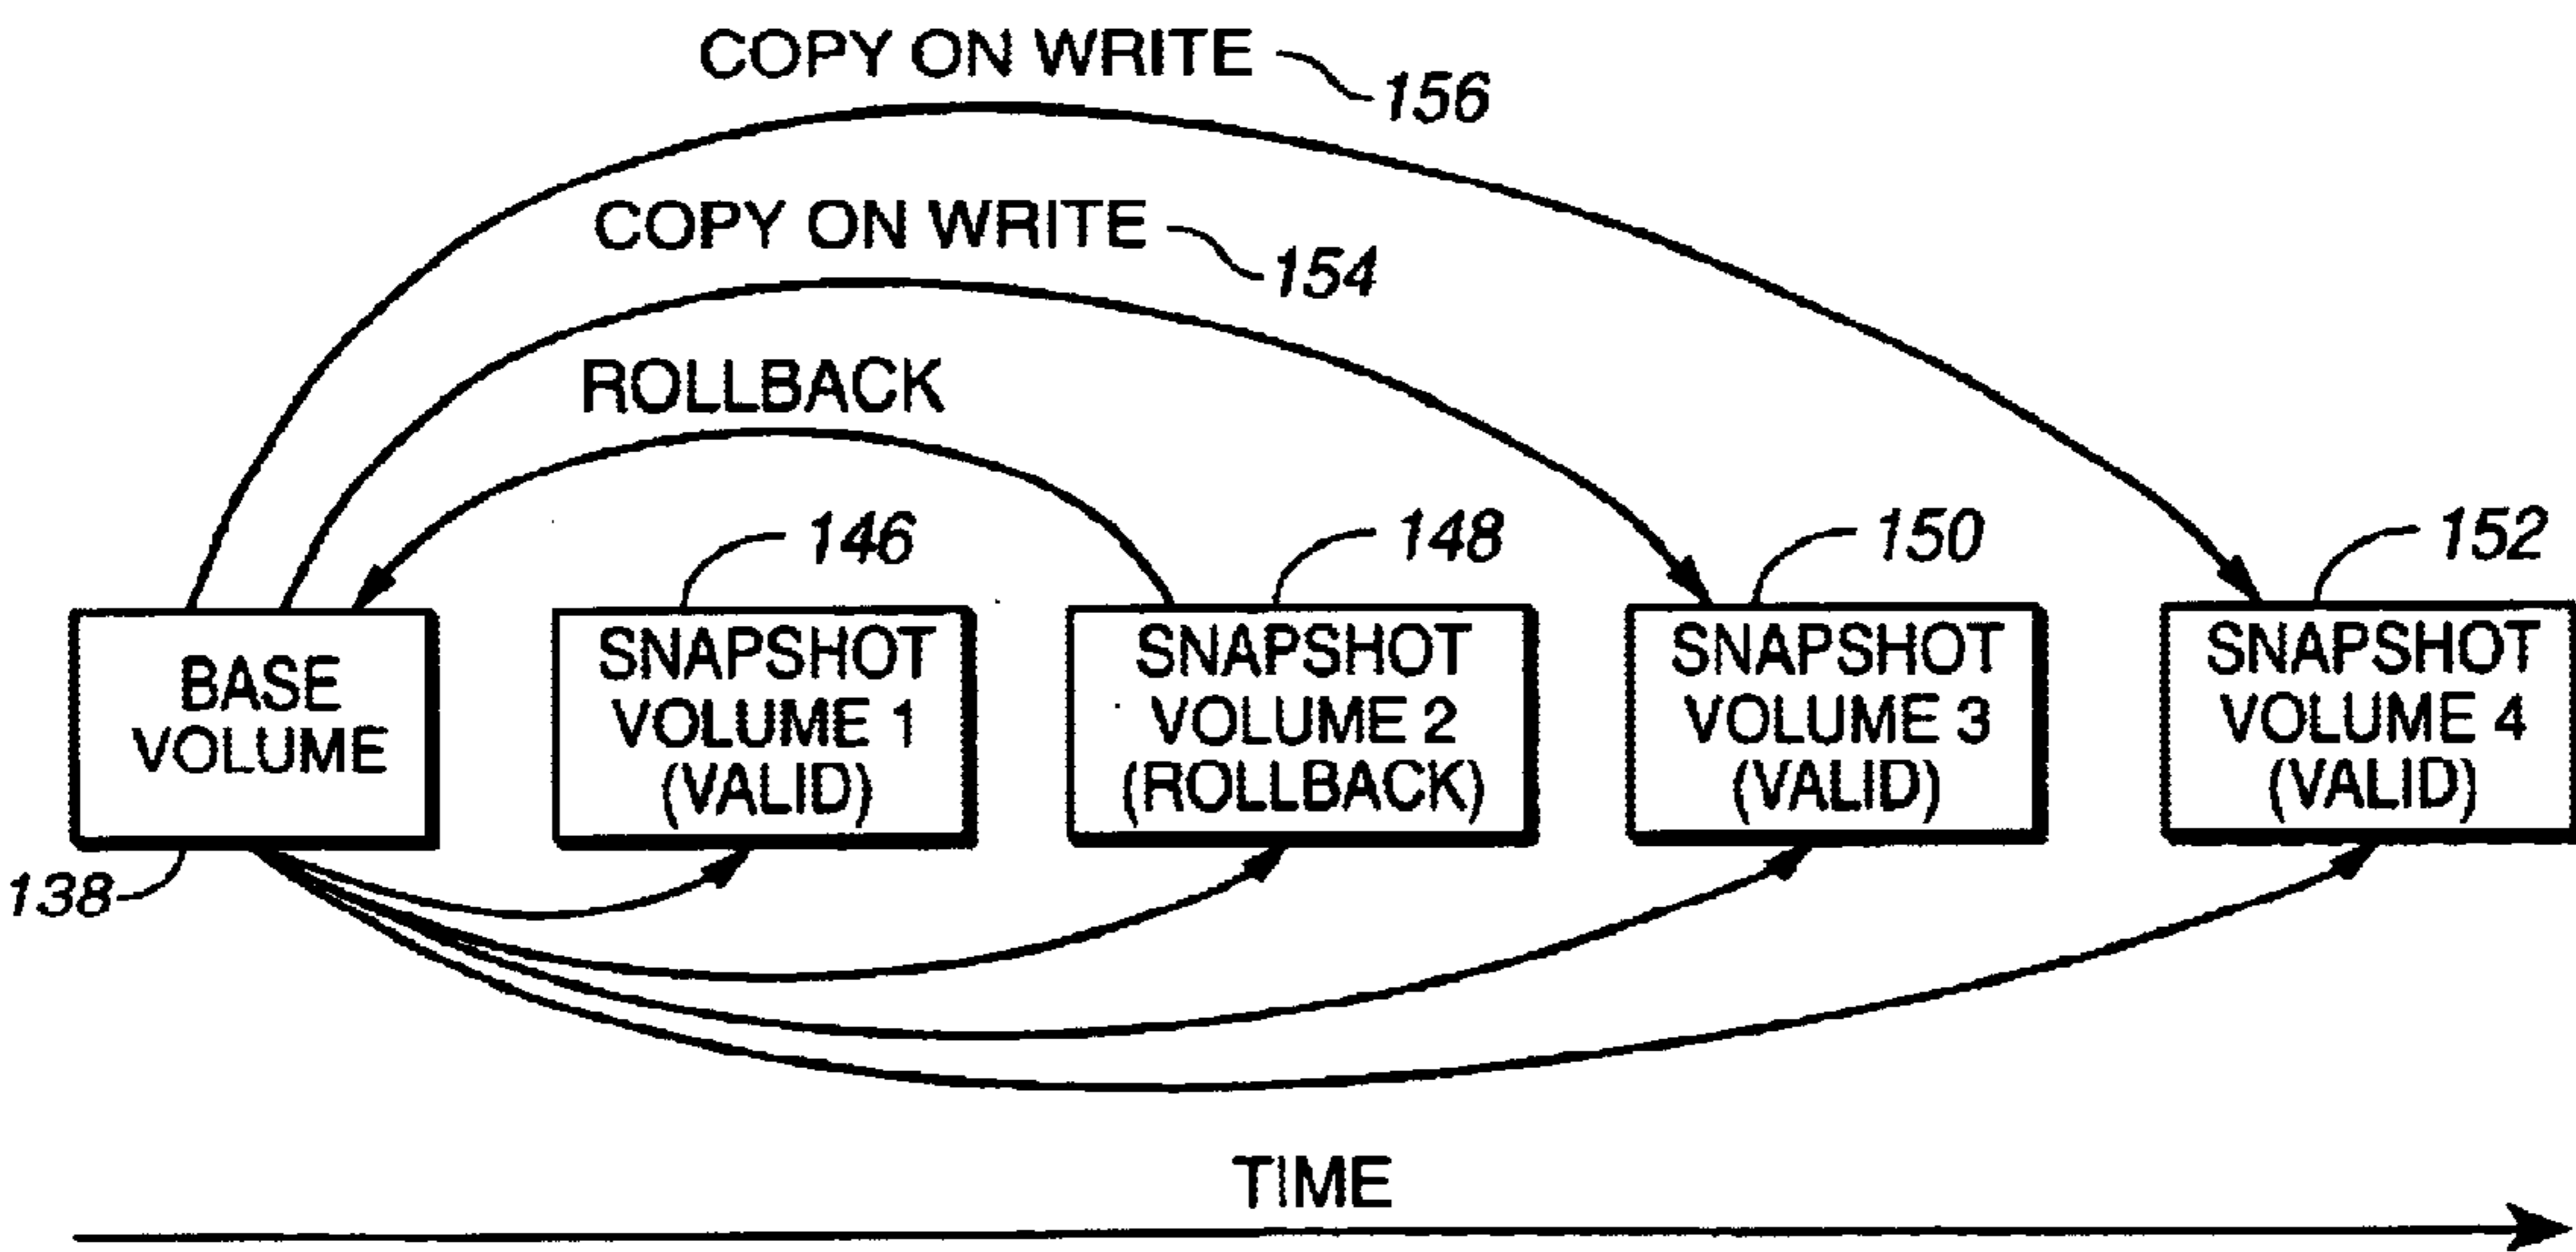 COPY ON WRITE
156
COPY ON WRITE
154
ROLLBACK
146
148
150
152
BASE
VOLUME
SNAPSHOT
VOLUME 1
(VALID)
SNAPSHOT
VOLUME 2
(ROLLBACK)
SNAPSHOT
VOLUME 3
(VALID)
SNAPSHOT
VOLUME 4
(VALID)
138
TIME